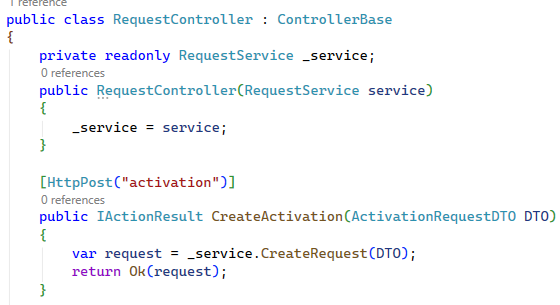 1 reference
public class RequestController : ControllerBase
{
    private readonly RequestService _service;
    0 references
    public RequestController(RequestService service)
    {
        _service = service;
    }

    [HttpPost("activation")]
    0 references
    public IActionResult CreateActivation(ActivationRequestDTO DTO)
    {
        var request = _service.CreateRequest(DTO);
        return Ok(request);
    }